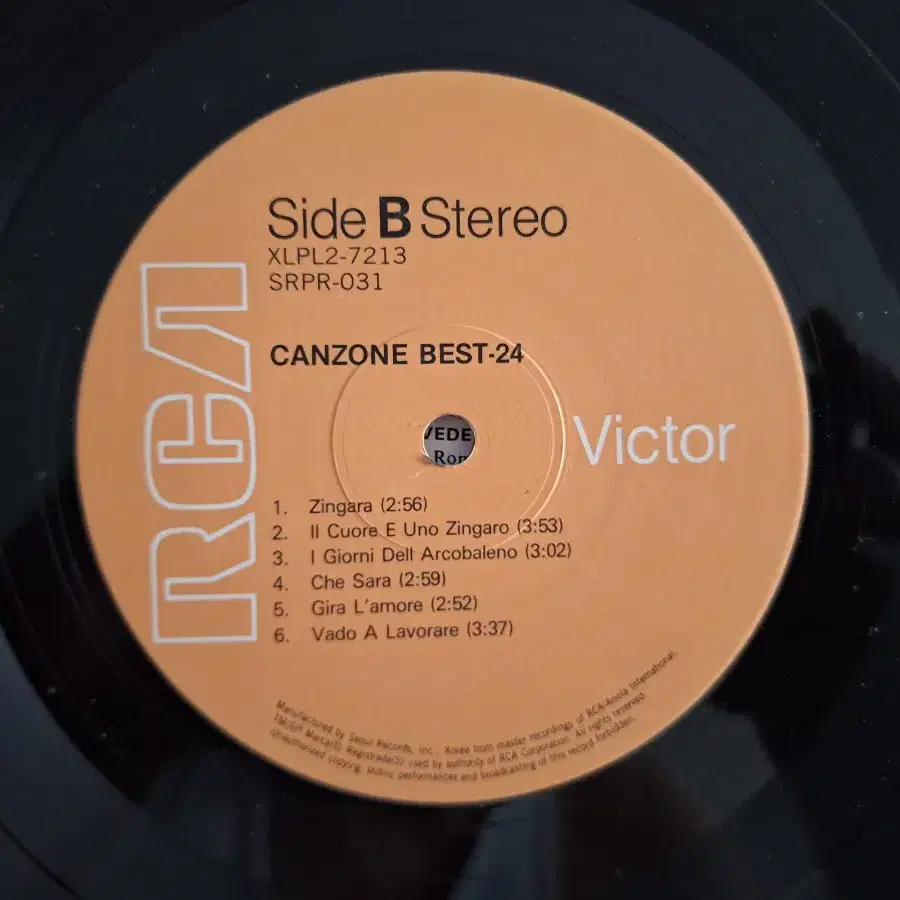 Side B Stereo
XLPL2-7213
SRPR-031
CANZONE BEST-24
RCA
Victor
VEDE
Ron
1. Zingara (2:56)
2. Il Cuore E Uno Zingaro (3:53)
3. I Giorni Dell Arcobaleno (3:02)
4. Che Sara (2:59)
5. Gira L'amore (2:52)
6. Vado A Lavorare (3:37)
Manufactured by Seoul Records, Inc., Korea from master recordings of RCA-Ariola International.
Registrada(S) used by authority of RCA Corporation. All rights reserved.
Unauthorized copying, public performances and broadcasting of this record forbidden.